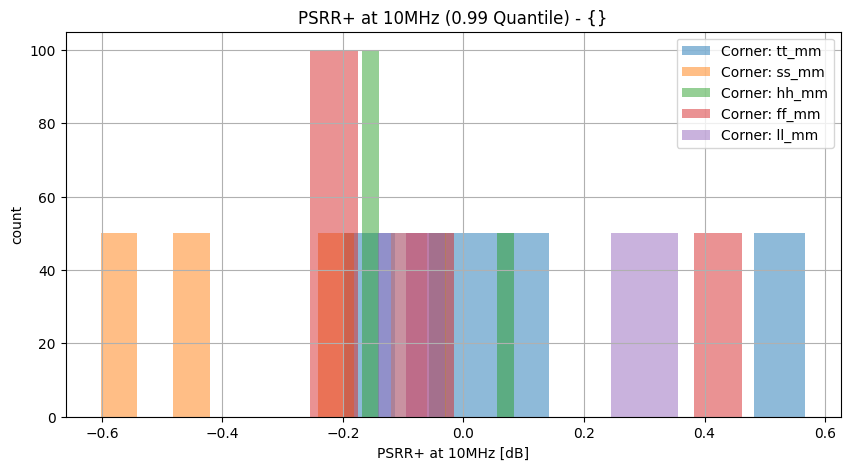 PSRR+ at 10MHz (0.99 Quantile) - {}
count
100
80
60
40
20
0
−0.6
−0.4
−0.2
0.0
0.2
0.4
0.6
PSRR+ at 10MHz [dB]
Corner: tt_mm
Corner: ss_mm
Corner: hh_mm
Corner: ff_mm
Corner: ll_mm